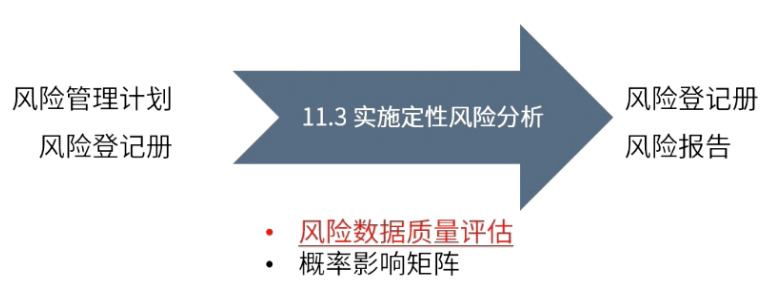 风险管理计划
风险登记册
11.3 实施定性风险分析
风险登记册
风险报告
• 风险数据质量评估
• 概率影响矩阵